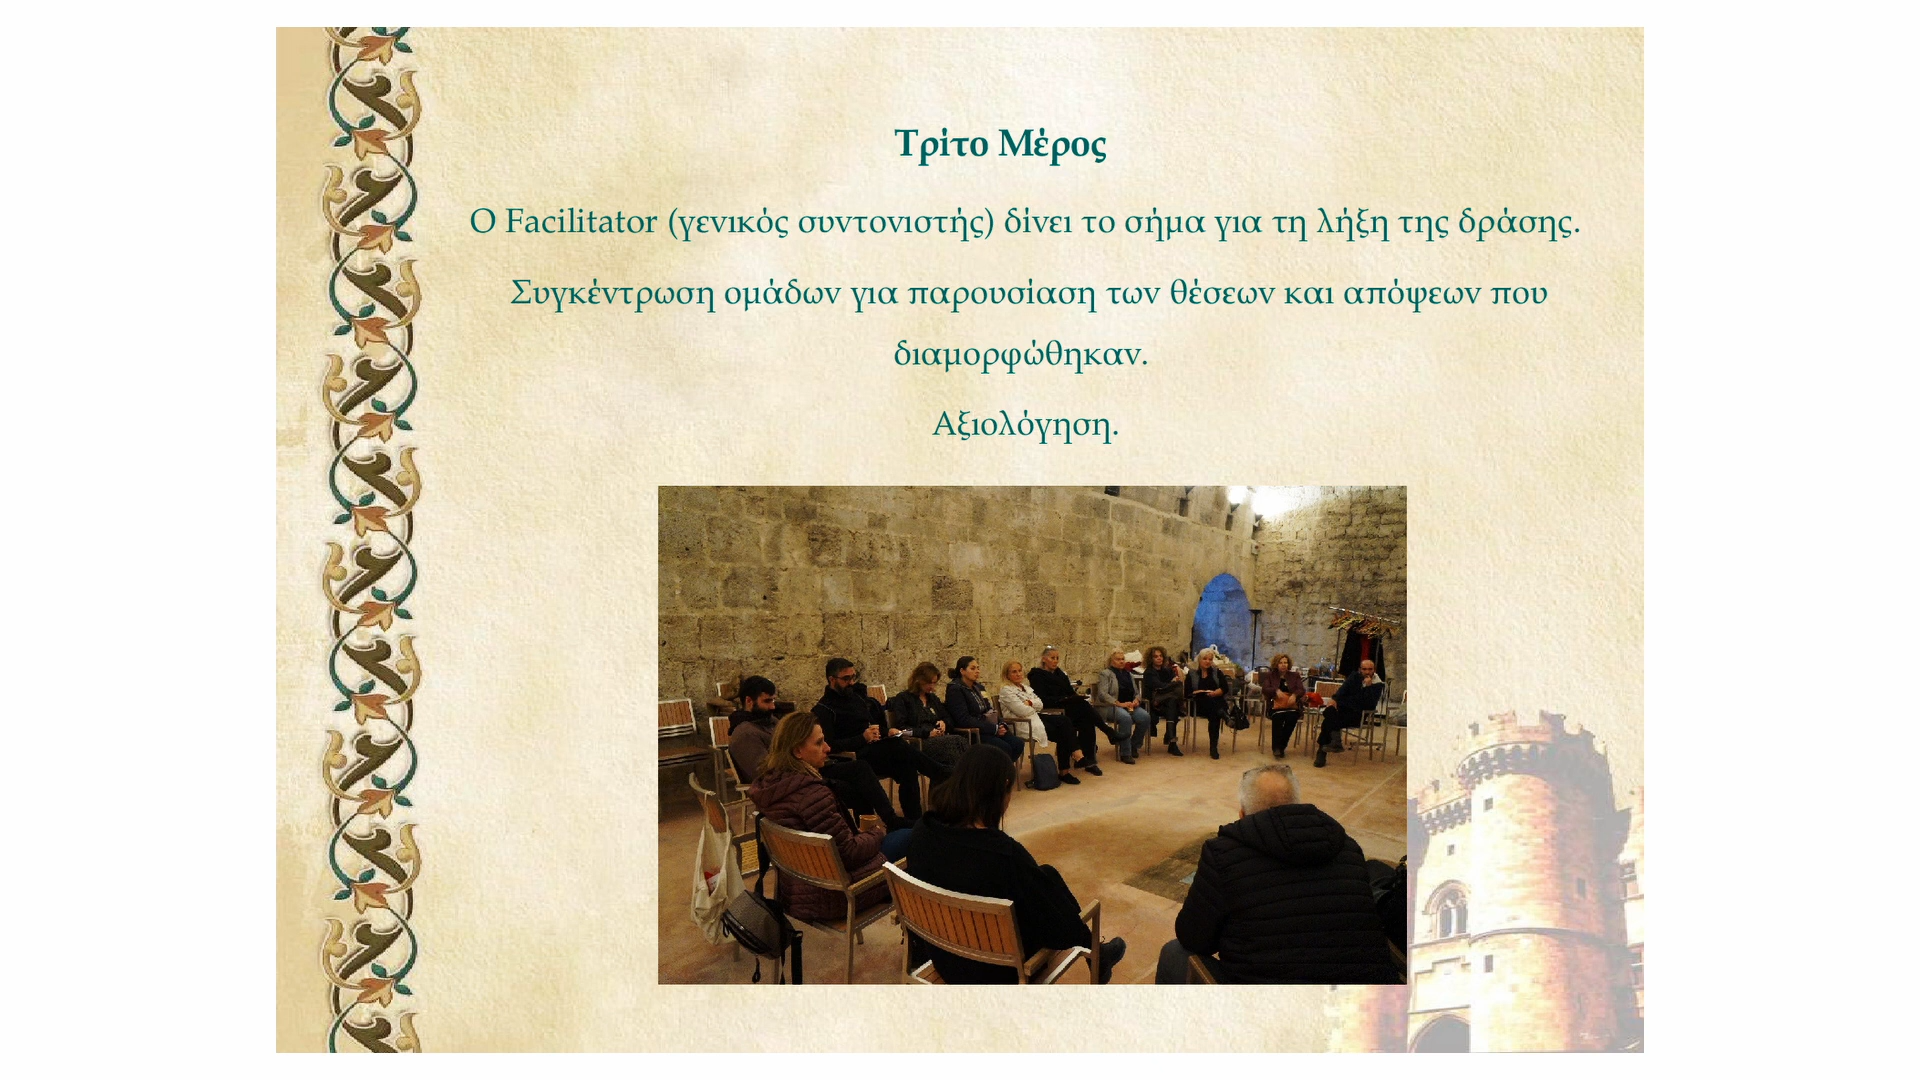 Τρίτο Μέρος
Ο Facilitator (γενικός συντονιστής) δίνει το σήμα για τη λήξη της δράσης.
Συγκέντρωση ομάδων για παρουσίαση των θέσεων και απόψεων που
διαμορφώθηκαν.
Αξιολόγηση.